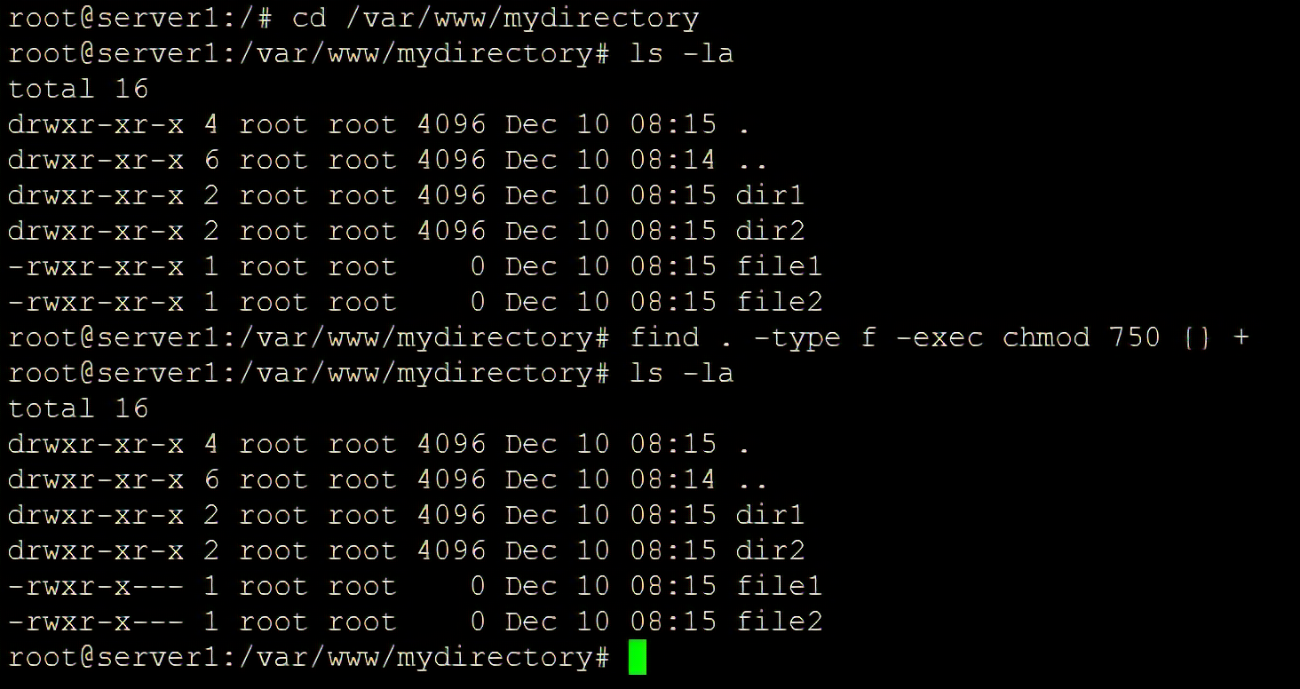 root@server1:/# cd /var/www/mydirectory
root@server1:/var/www/mydirectory# ls -la
total 16
drwxr-xr-x 4 root root 4096 Dec 10 08:15 .
drwxr-xr-x 6 root root 4096 Dec 10 08:14 ..
drwxr-xr-x 2 root root 4096 Dec 10 08:15 dir1
drwxr-xr-x 2 root root 4096 Dec 10 08:15 dir2
-rwxr-xr-x 1 root root    0 Dec 10 08:15 file1
-rwxr-xr-x 1 root root    0 Dec 10 08:15 file2
root@server1:/var/www/mydirectory# find . -type f -exec chmod 750 {} +
root@server1:/var/www/mydirectory# ls -la
total 16
drwxr-xr-x 4 root root 4096 Dec 10 08:15 .
drwxr-xr-x 6 root root 4096 Dec 10 08:14 ..
drwxr-xr-x 2 root root 4096 Dec 10 08:15 dir1
drwxr-xr-x 2 root root 4096 Dec 10 08:15 dir2
-rwxr-x--- 1 root root    0 Dec 10 08:15 file1
-rwxr-x--- 1 root root    0 Dec 10 08:15 file2
root@server1:/var/www/mydirectory#